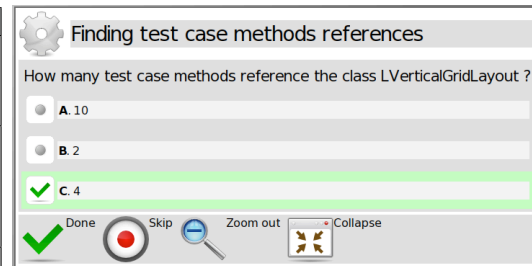 Finding test case methods references
How many test case methods reference the class LVerticalGridLayout ?
A. 10
B. 2
C. 4
Done Skip Zoom out Collapse